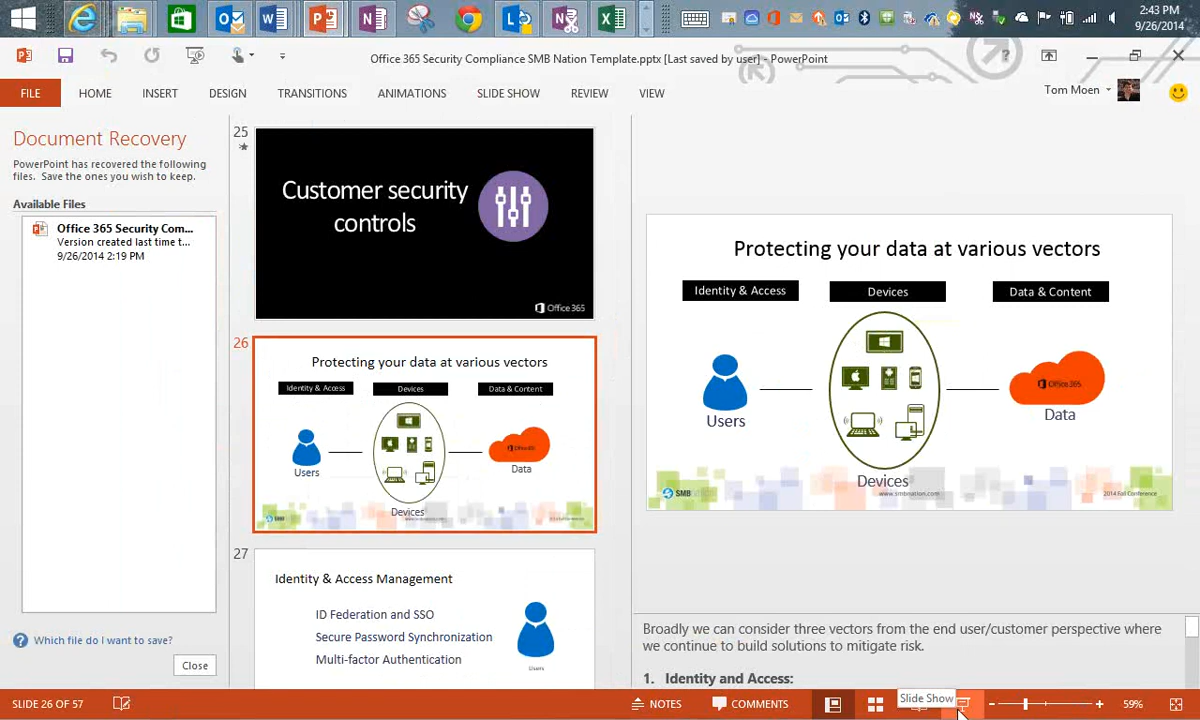 2:43 PM
9/26/2014
Office 365 Security Compliance SMB Nation Template.pptx [Last saved by user] - PowerPoint
FILE HOME INSERT DESIGN TRANSITIONS ANIMATIONS SLIDE SHOW REVIEW VIEW
Tom Moen
Document Recovery
PowerPoint has recovered the following
files. Save the ones you wish to keep.
Available Files
Office 365 Security Com...
Version created last time t...
9/26/2014 2:19 PM
Which file do I want to save?
Close
25
Customer security
controls
Office 365
26
Protecting your data at various vectors
Identity & Access Devices Data & Content
Users
Data
Devices
27
Identity & Access Management
ID Federation and SSO
Secure Password Synchronization
Multi-factor Authentication
Users
Protecting your data at various vectors
Identity & Access Devices Data & Content
Office 365
Users
Data
Devices
SMB
www.smbnation.com
2014 Fall Conference
Broadly we can consider three vectors from the end user/customer perspective where
we continue to build solutions to mitigate risk.
1. Identity and Access:
SLIDE 26 OF 57
NOTES
COMMENTS
Slide Show
59%